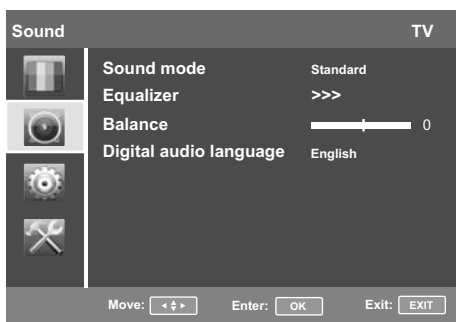 Sound TV
Sound mode Standard
Equalizer >>>
Balance 0
Digital audio language English
Move: Enter: OK Exit: EXIT